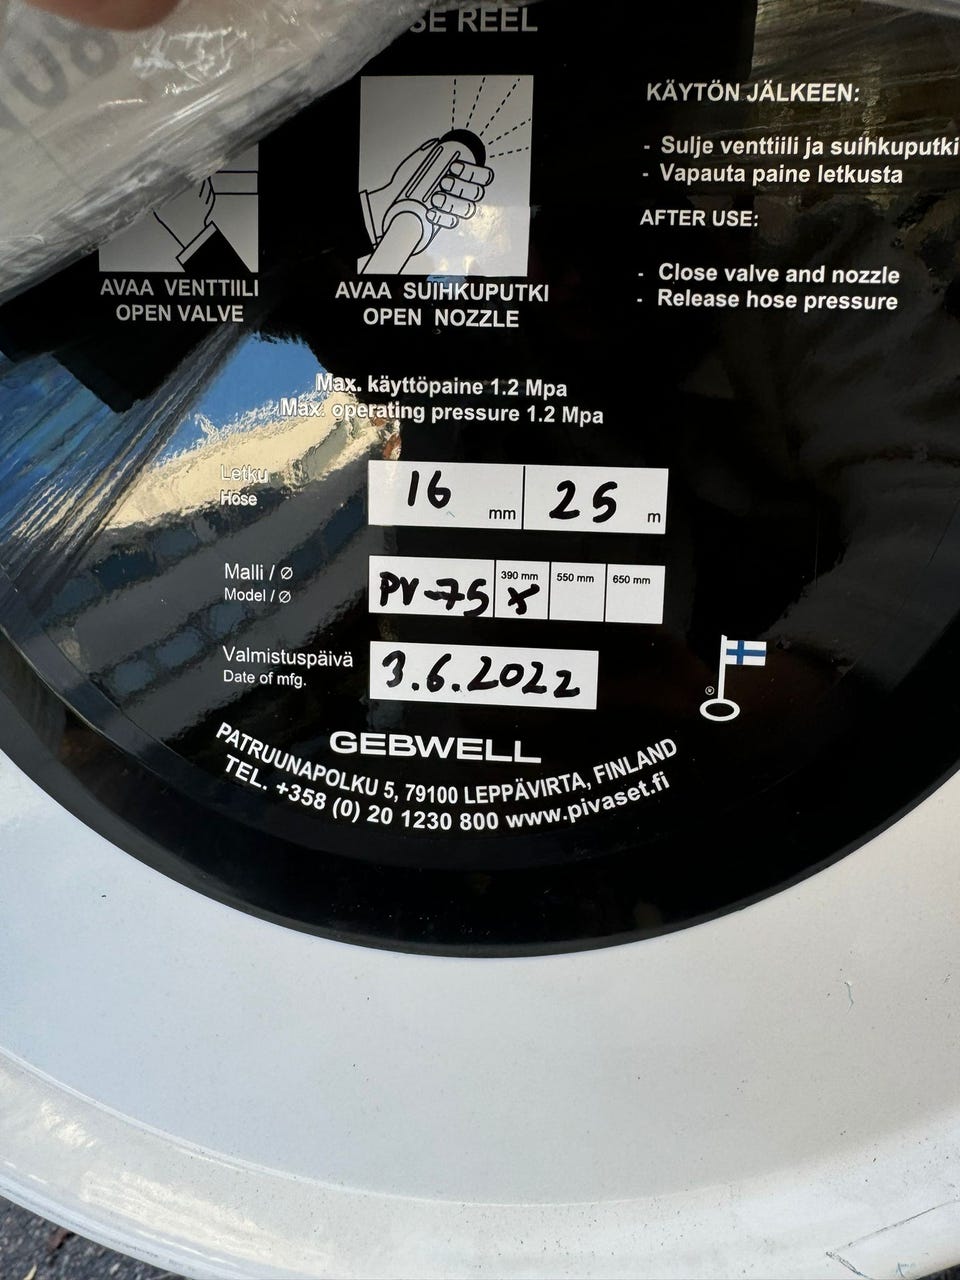 SE REEL
AVAA VENTTIILI
OPEN VALVE
AVAA SUIHKUPUTKI
OPEN NOZZLE
KÄYTÖN JÄLKEEN:
- Sulje venttiili ja suihkuputki
- Vapauta paine letkusta
AFTER USE:
- Close valve and nozzle
- Release hose pressure
Max. käyttöpaine 1.2 Mpa
Max. operating pressure 1.2 Mpa
Letku
Hose
16 mm 25 m
Malli / Ø
Model / Ø
PV-75 390 mm x 550 mm 650 mm
Valmistuspäivä
Date of mfg.
3.6.2022
®
GEBWELL
PATRUUNAPOLKU 5, 79100 LEPPÄVIRTA, FINLAND
TEL. +358 (0) 20 1230 800 www.pivaset.fi